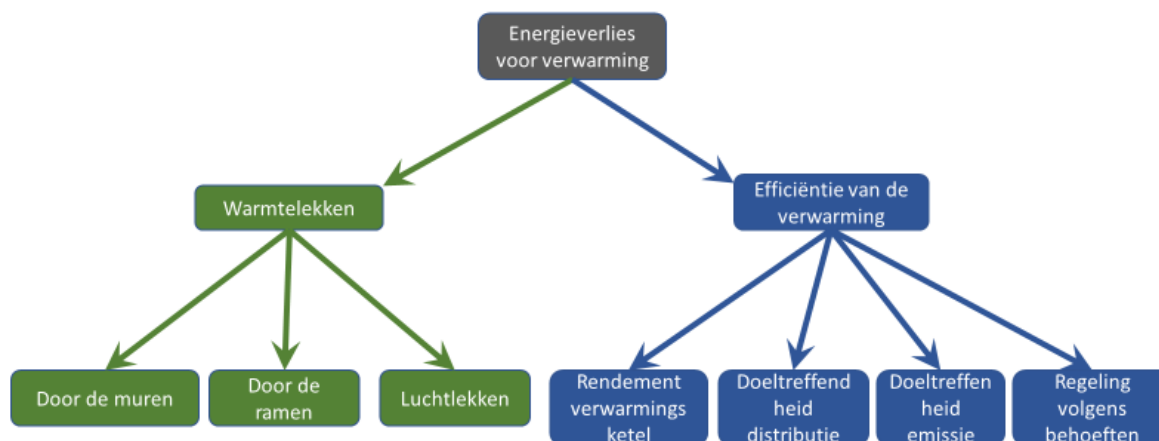 Energieverlies
voor verwarming
Warmtelekken
Efficiëntie van de
verwarming
Door de muren
Door de
ramen
Luchtlekken
Rendement
verwarmings
ketel
Doeltreffend
heid
distributie
Doeltreffen
heid
emissie
Regeling
volgens
behoeften